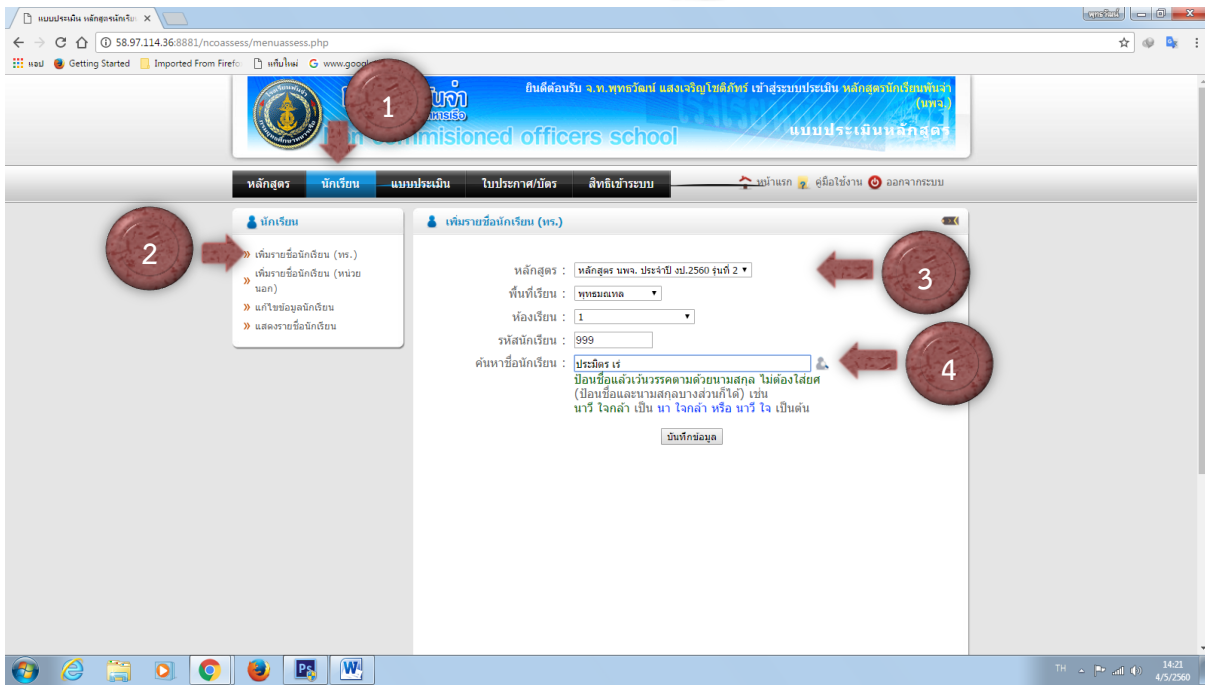 แบบประเมิน หลักสูตรนักเรีย
พุทธวัฒน์
58.97.114.36:8881/ncoassess/menuassess.php
แอป Getting Started Imported From Firefo แท็บใหม่ G www.google
1
ยินดีต้อนรับ จ.ท.พุทธวัฒน์ แสงเจริญโชติภัทร์ เข้าสู่ระบบประเมิน หลักสูตรนักเรียนพันจ่า
(นพจ.)
แบบประเมินหลักสูตร
mmisioned officers school
หลักสูตร นักเรียน แบบประเมิน ใบประกาศ/บัตร สิทธิเข้าระบบ หน้าแรก คู่มือใช้งาน ออกจากระบบ
นักเรียน
2
» เพิ่มรายชื่อนักเรียน (ทร.)
» เพิ่มรายชื่อนักเรียน (หน่วย
นอก)
» แก้ไขข้อมูลนักเรียน
» แสดงรายชื่อนักเรียน
เพิ่มรายชื่อนักเรียน (ทร.)
หลักสูตร : หลักสูตร นพจ. ประจำปี งป.2560 รุ่นที่ 2
3
พื้นที่เรียน : พุทธมณฑล
ห้องเรียน : 1
รหัสนักเรียน : 999
ค้นหาชื่อนักเรียน : ประมิตร เร่
4
ป้อนชื่อแล้วเว้นวรรคตามด้วยนามสกุล ไม่ต้องใส่ยศ
(ป้อนชื่อและนามสกุลบางส่วนก็ได้) เช่น
นาวี ใจกล้า เป็น นา ใจกล้า หรือ นาวี ใจ เป็นต้น
บันทึกข้อมูล
TH
14:21
4/5/2560